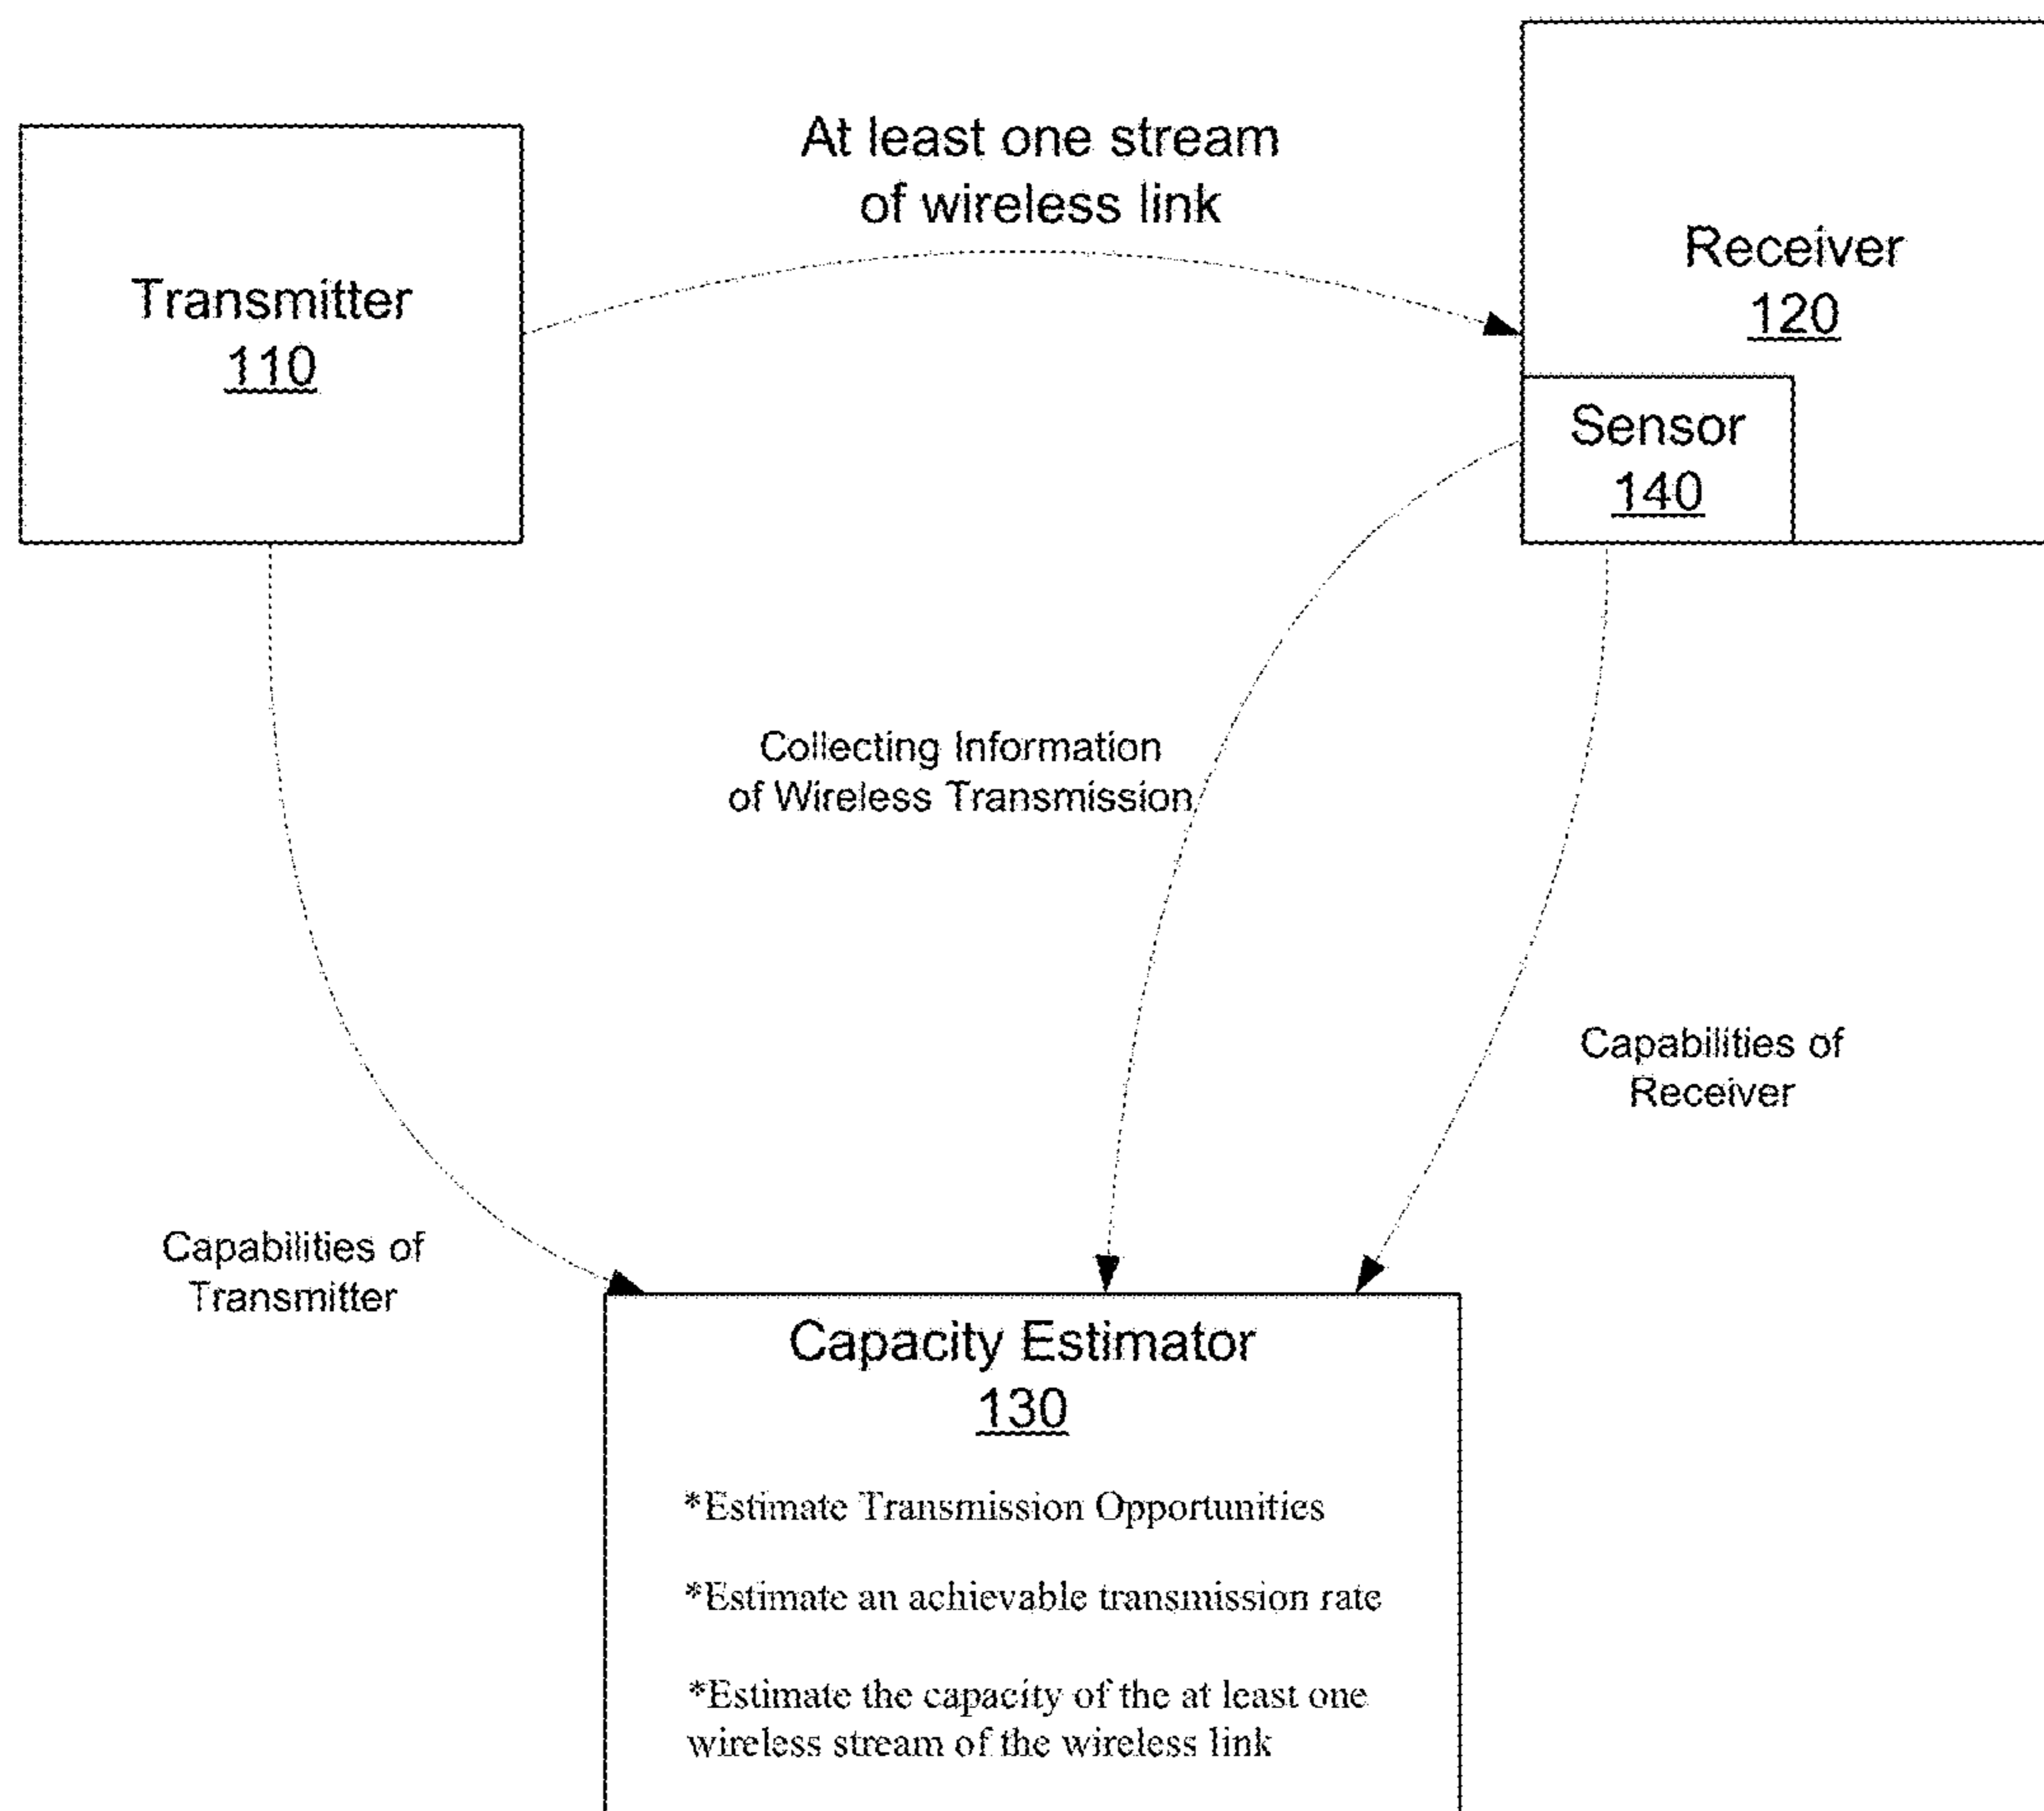 At least one stream
of wireless link
Transmitter
110
Receiver
120
Sensor
140
Collecting Information
of Wireless Transmission
Capabilities of
Receiver
Capabilities of
Transmitter
Capacity Estimator
130
*Estimate Transmission Opportunities
*Estimate an achievable transmission rate
*Estimate the capacity of the at least one
wireless stream of the wireless link